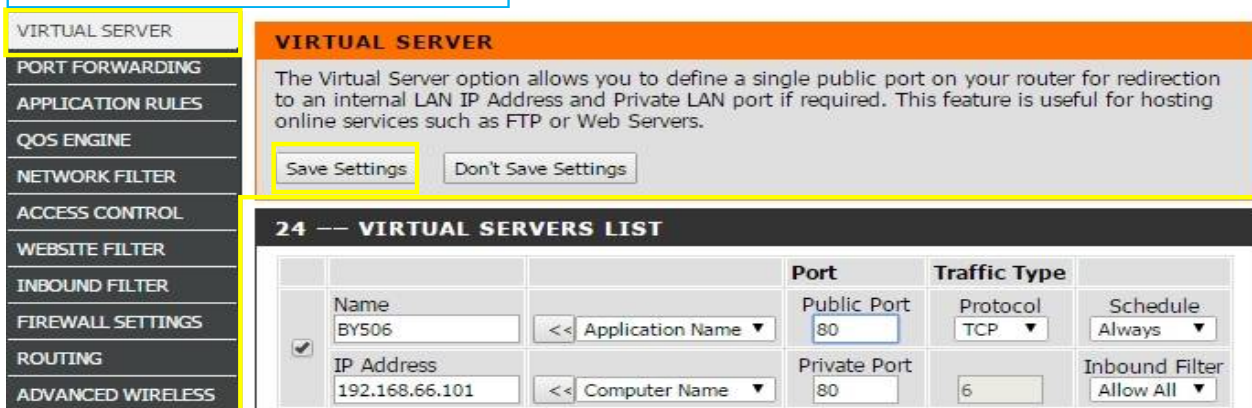 VIRTUAL SERVER
PORT FORWARDING
APPLICATION RULES
QOS ENGINE
NETWORK FILTER
ACCESS CONTROL
WEBSITE FILTER
INBOUND FILTER
FIREWALL SETTINGS
ROUTING
ADVANCED WIRELESS
VIRTUAL SERVER
The Virtual Server option allows you to define a single public port on your router for redirection
to an internal LAN IP Address and Private LAN port if required. This feature is useful for hosting
online services such as FTP or Web Servers.
Save Settings Don't Save Settings
24 -- VIRTUAL SERVERS LIST
Port Traffic Type
Name Public Port Protocol Schedule
BY506 << Application Name ▼ 80 TCP ▼ Always ▼
IP Address Private Port Inbound Filter
192.168.66.101 << Computer Name ▼ 80 6 Allow All ▼